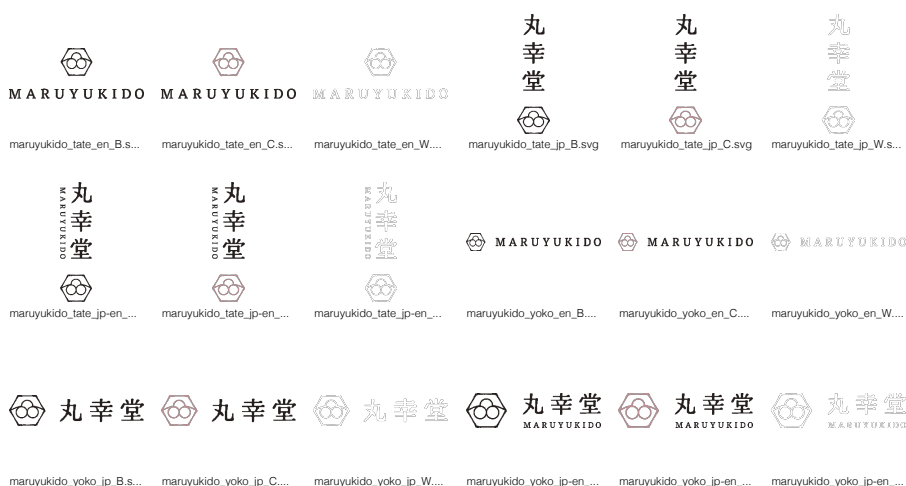 MARUYUKIDO
MARUYUKIDO
MARUYUKIDO
丸幸堂
丸幸堂
丸幸堂
maruyukido_tate_en_B.s...
maruyukido_tate_en_C.s...
maruyukido_tate_en_W....
maruyukido_tate_jp_B.svg
maruyukido_tate_jp_C.svg
maruyukido_tate_jp_W.s...
丸幸堂
MARUYUKIDO
丸幸堂
MARUYUKIDO
丸幸堂
MARUYUKIDO
MARUYUKIDO
MARUYUKIDO
MARUYUKIDO
maruyukido_tate_jp-en_...
maruyukido_tate_jp-en_...
maruyukido_tate_jp-en_...
maruyukido_yoko_en_B....
maruyukido_yoko_en_C....
maruyukido_yoko_en_W....
丸幸堂
丸幸堂
丸幸堂
丸幸堂
MARUYUKIDO
丸幸堂
MARUYUKIDO
丸幸堂
MARUYUKIDO
maruyukido_yoko_jp_B.s...
maruyukido_yoko_jp_C....
maruyukido_yoko_jp_W....
maruyukido_yoko_jp-en_...
maruyukido_yoko_jp-en_...
maruyukido_yoko_jp-en_...